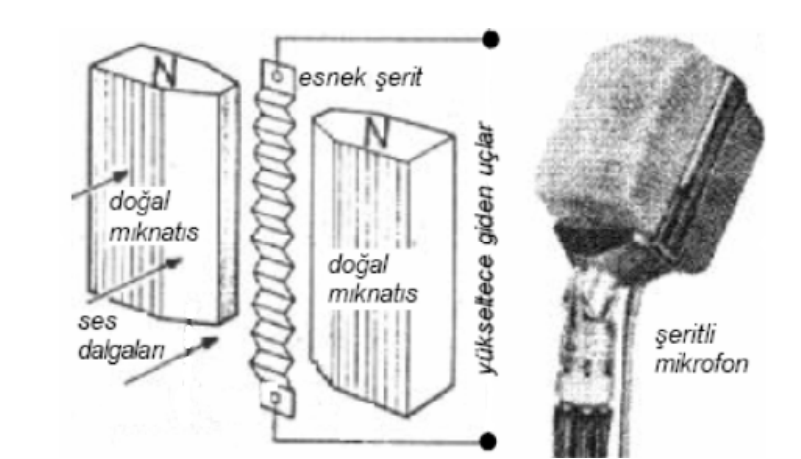 N
esnek şerit
N
doğal
mıknatıs
doğal
mıknatıs
ses
dalgaları
yükseltece giden uçlar
şeritli
mikrofon